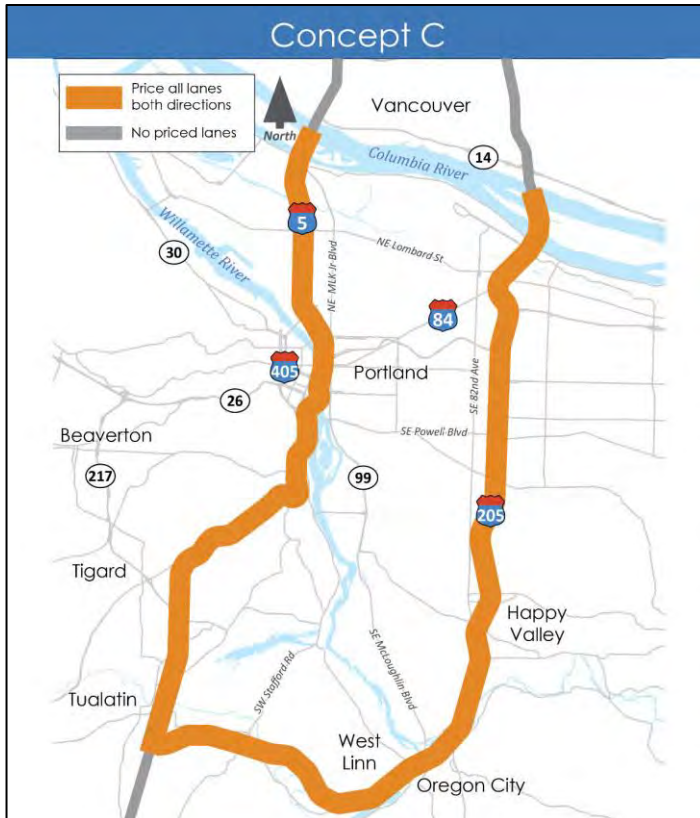 Concept C
Price all lanes
both directions
No priced lanes
North
Vancouver
Columbia River
14
5
Willamette River
30
NE MLK Jr Blvd
NE Lombard St
84
405
Portland
26
SE 82nd Ave
Beaverton
SE Powell Blvd
217
99
205
Tigard
Happy
Valley
SE McLoughlin Blvd
SW Stafford Rd
Tualatin
West
Linn
Oregon City